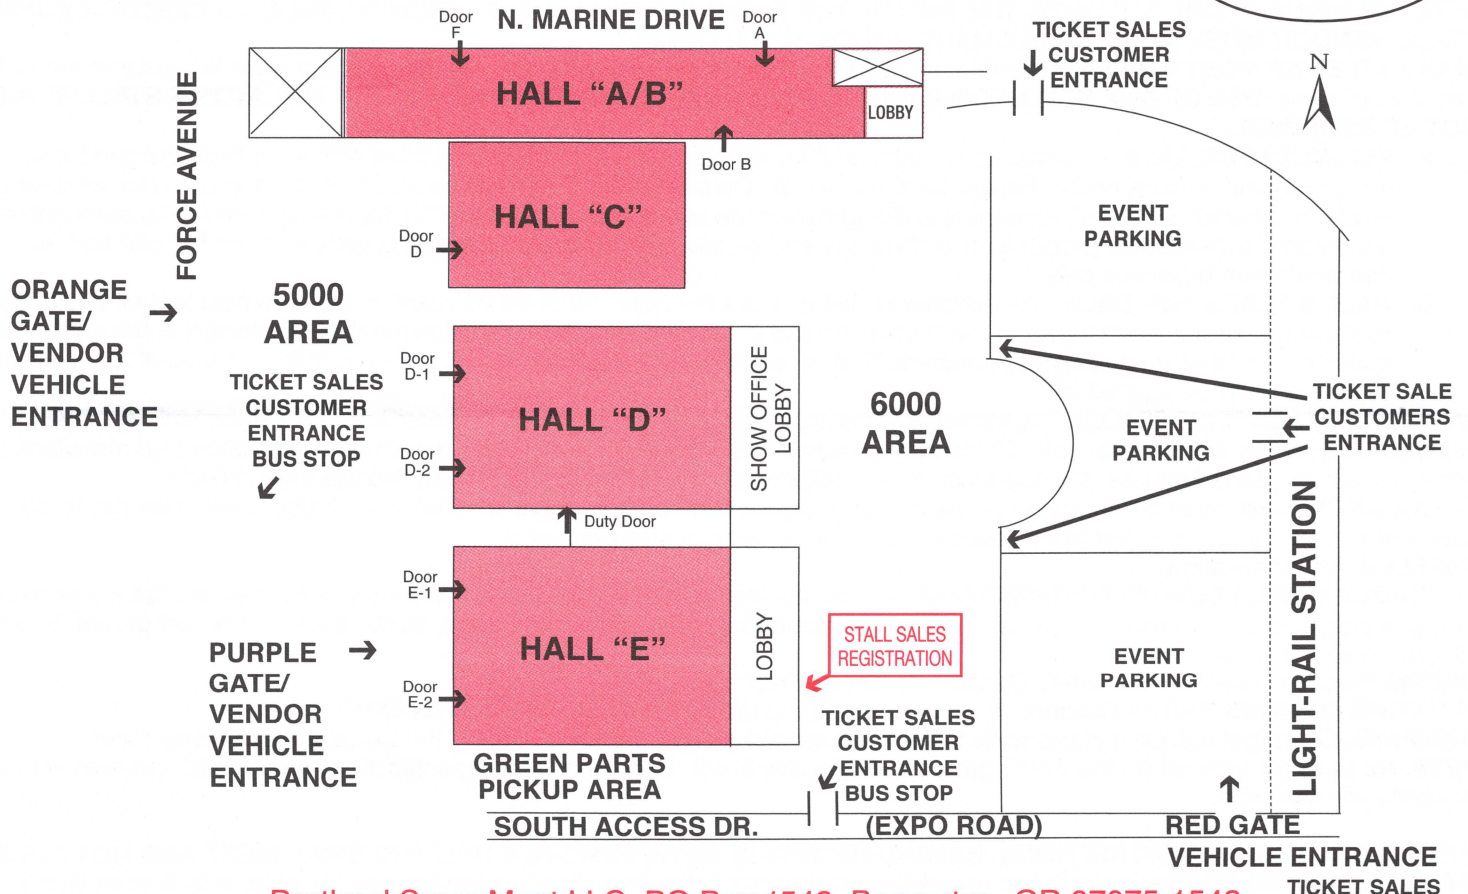 N. MARINE DRIVE
Door
F
Door
A
TICKET SALES
CUSTOMER
ENTRANCE
N
HALL “A/B”
LOBBY
Door B
FORCE AVENUE
HALL “C”
Door
D
EVENT
PARKING
ORANGE
GATE/
VENDOR
VEHICLE
ENTRANCE
5000
AREA
TICKET SALES
CUSTOMER
ENTRANCE
BUS STOP
Door
D-1
Door
D-2
HALL “D”
SHOW OFFICE
LOBBY
6000
AREA
EVENT
PARKING
TICKET SALE
CUSTOMERS
ENTRANCE
Duty Door
LIGHT-RAIL STATION
Door
E-1
Door
E-2
HALL “E”
LOBBY
STALL SALES
REGISTRATION
PURPLE
GATE/
VENDOR
VEHICLE
ENTRANCE
EVENT
PARKING
TICKET SALES
CUSTOMER
ENTRANCE
BUS STOP
GREEN PARTS
PICKUP AREA
SOUTH ACCESS DR.
(EXPO ROAD)
RED GATE
VEHICLE ENTRANCE
TICKET SALES